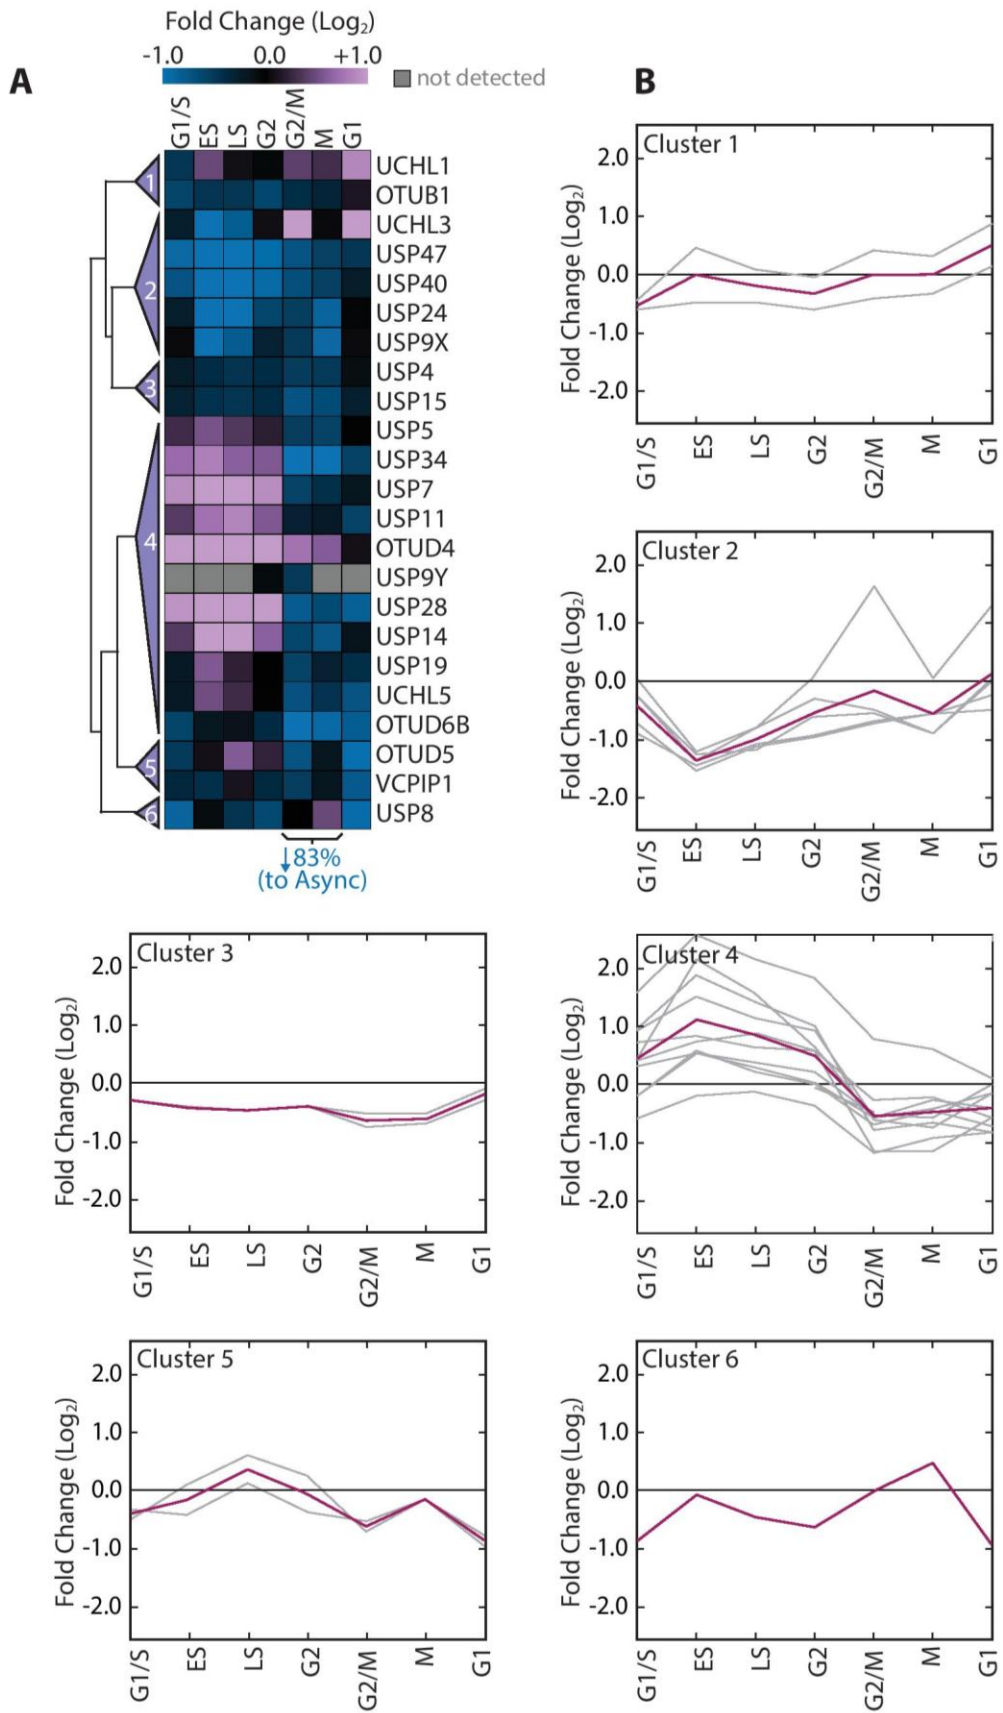 Fold Change (Log₂)
-1.0 0.0 +1.0
A
not detected
G1/S ES LS G2 G2/M M G1
1
2
3
4
5
6
UCHL1
OTUB1
UCHL3
USP47
USP40
USP24
USP9X
USP4
USP15
USP5
USP34
USP7
USP11
OTUD4
USP9Y
USP28
USP14
USP19
UCHL5
OTUD6B
OTUD5
VCPIP1
USP8
↓83%
(to Async)
B
Cluster 1
Fold Change (Log₂)
2.0
1.0
0.0
-1.0
-2.0
G1/S ES LS G2 G2/M M G1
Cluster 2
Fold Change (Log₂)
2.0
1.0
0.0
-1.0
-2.0
G1/S ES LS G2 G2/M M G1
Cluster 3
Fold Change (Log₂)
2.0
1.0
0.0
-1.0
-2.0
G1/S ES LS G2 G2/M M G1
Cluster 4
Fold Change (Log₂)
2.0
1.0
0.0
-1.0
-2.0
G1/S ES LS G2 G2/M M G1
Cluster 5
Fold Change (Log₂)
2.0
1.0
0.0
-1.0
-2.0
G1/S ES LS G2 G2/M M G1
Cluster 6
Fold Change (Log₂)
2.0
1.0
0.0
-1.0
-2.0
G1/S ES LS G2 G2/M M G1